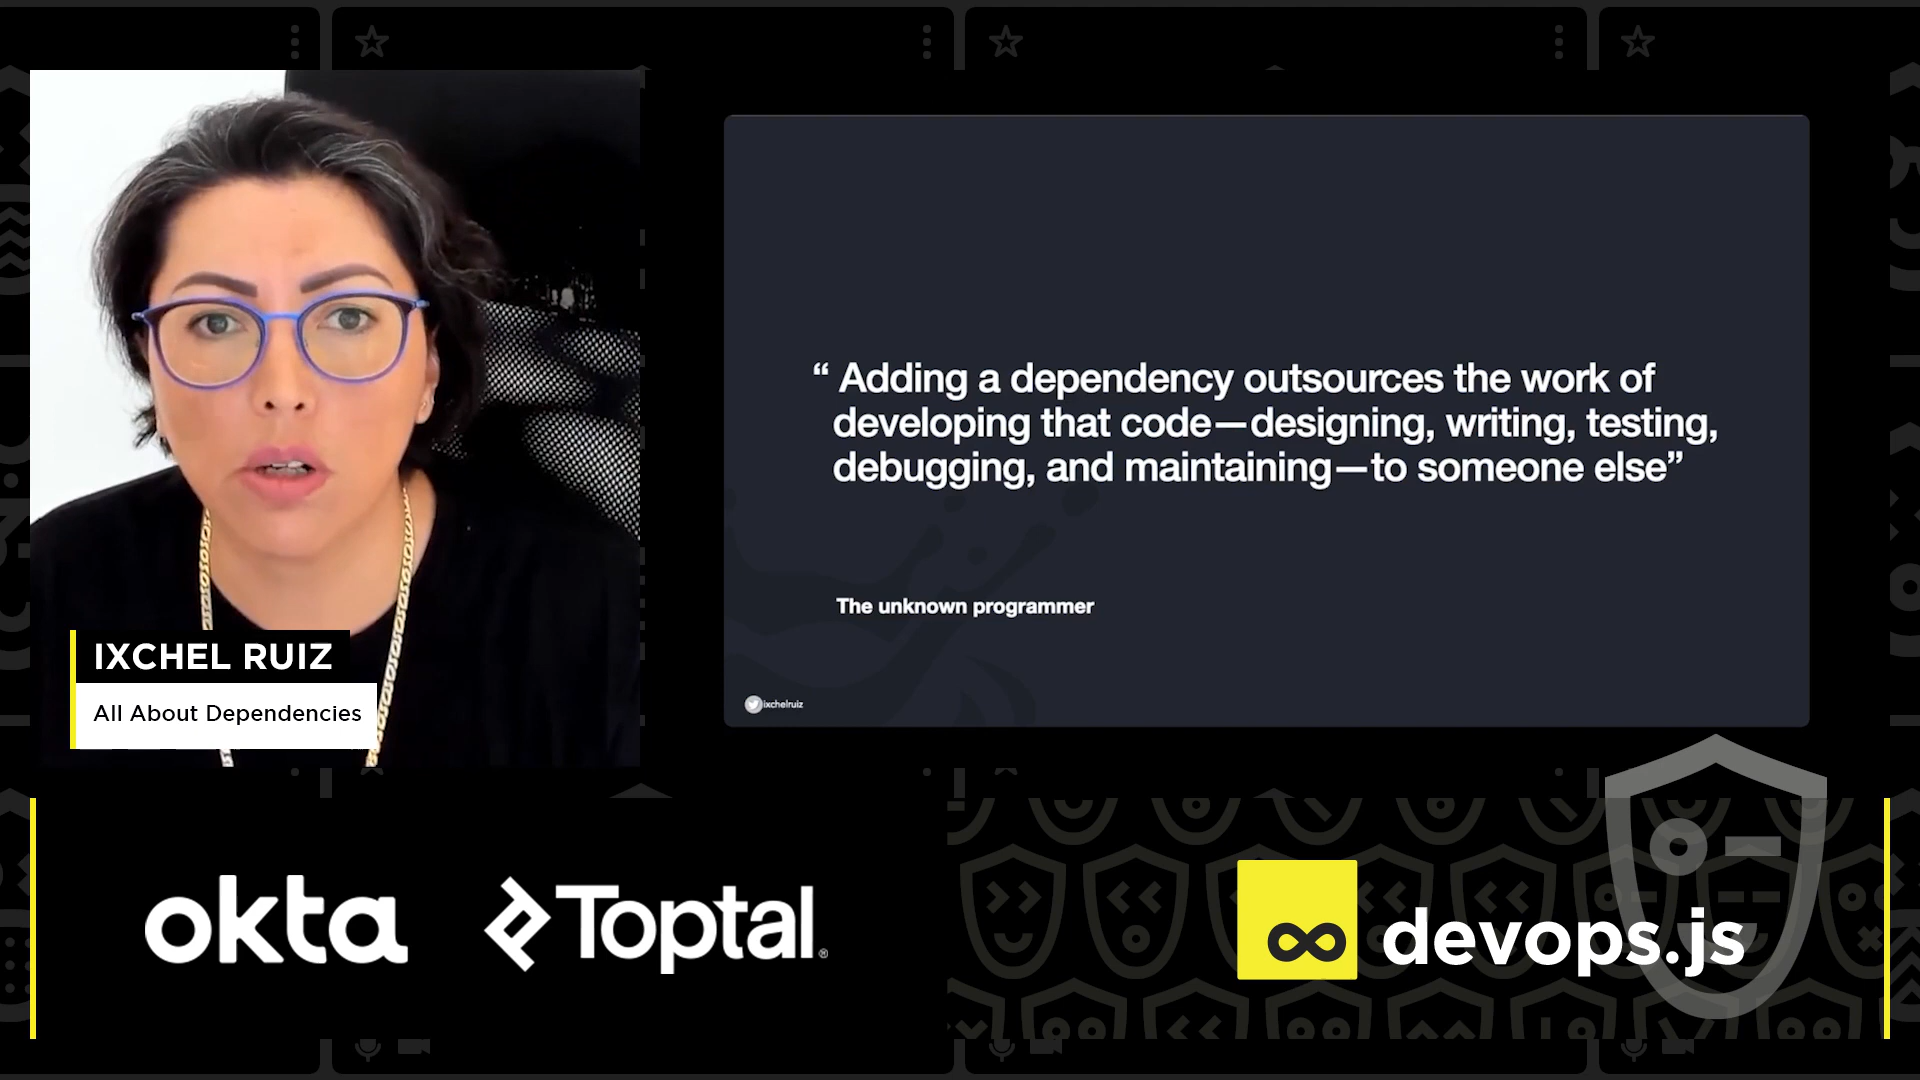 “ Adding a dependency outsources the work of
developing that code—designing, writing, testing,
debugging, and maintaining—to someone else”
The unknown programmer
ixchelruiz
IXCHEL RUIZ
All About Dependencies
okta
Toptal®
devops.js